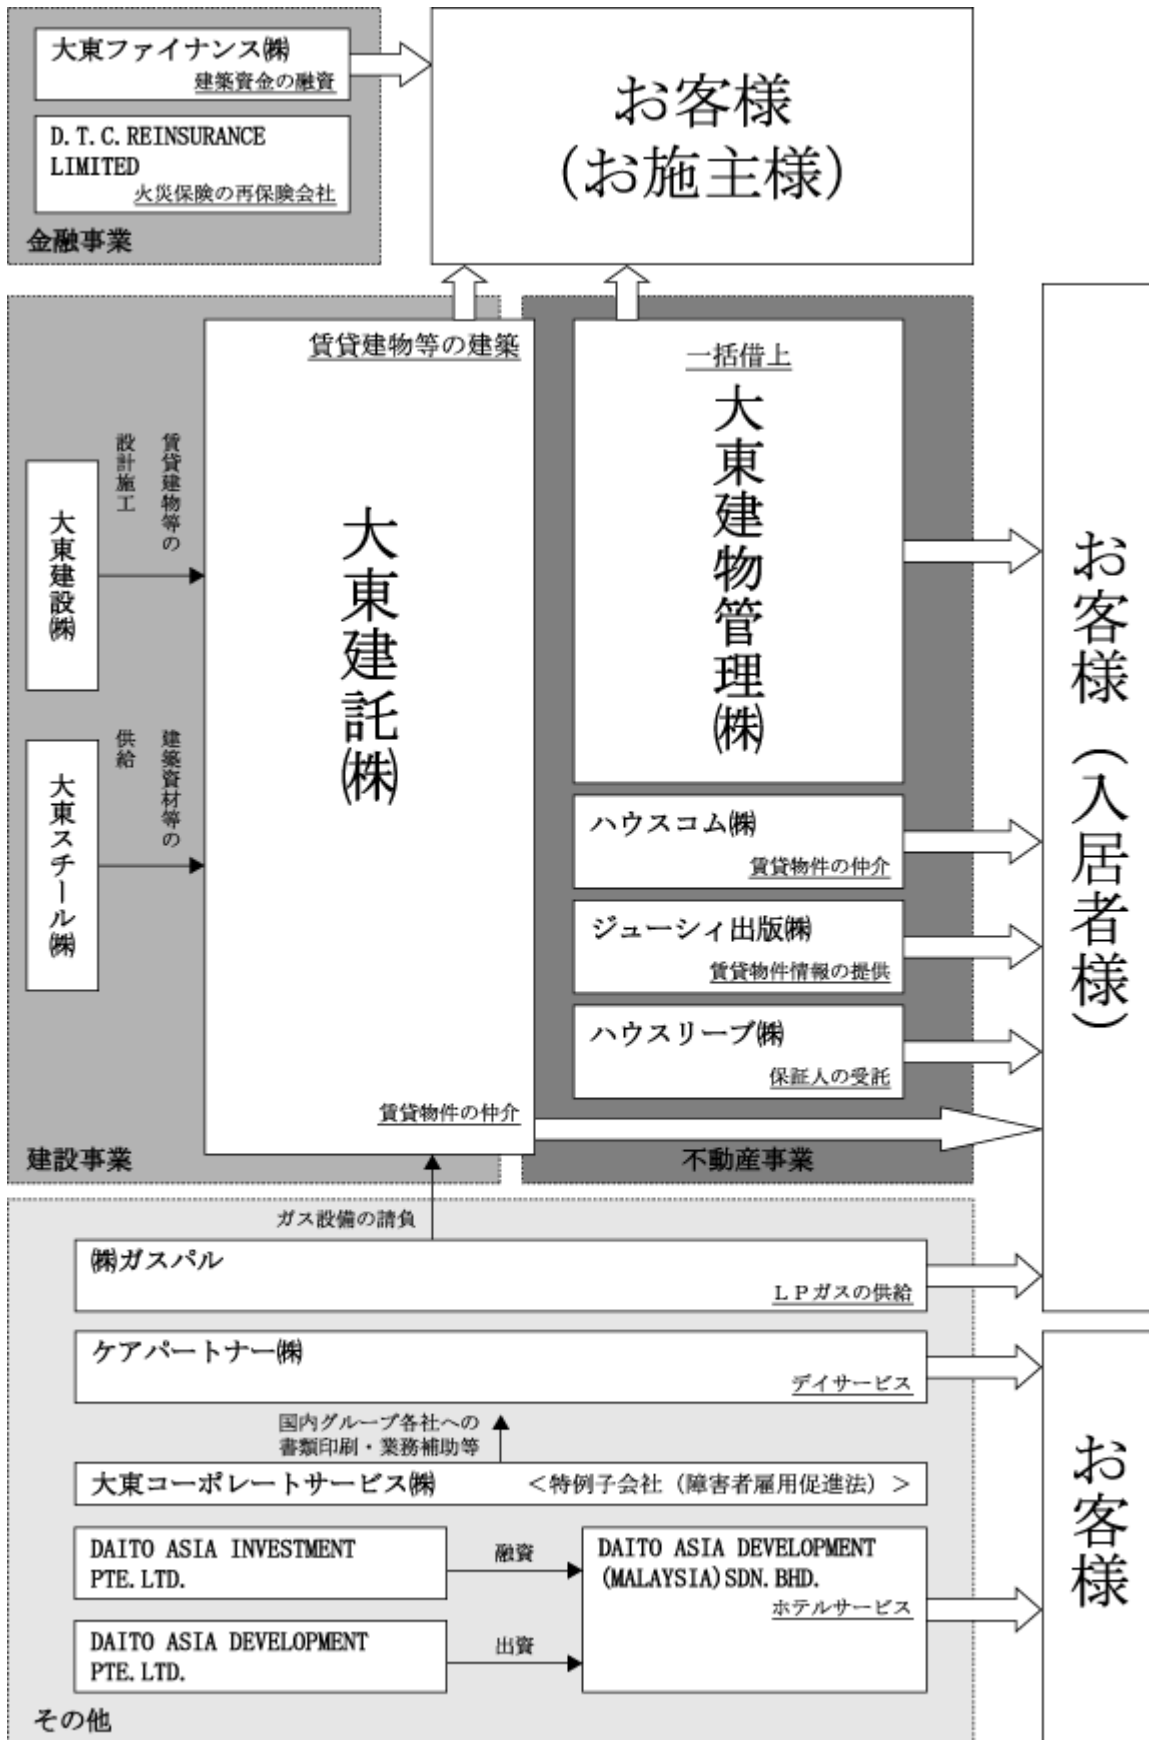 大東ファイナンス㈱
建築資金の融資
D.T.C.REINSURANCE
LIMITED
火災保険の再保険会社
金融事業
お客様
（お施主様）
賃貸建物等の建築
大東建託㈱
賃貸物件の仲介
賃貸建物等の
設計施工
大東建設㈱
建築資材等の
供給
大東スチール㈱
建設事業
一括借上
大東建物管理㈱
ハウスコム㈱
賃貸物件の仲介
ジューシィ出版㈱
賃貸物件情報の提供
ハウスリーブ㈱
保証人の受託
不動産事業
お客様（入居者様）
ガス設備の請負
㈱ガスパル
ＬＰガスの供給
ケアパートナー㈱
デイサービス
国内グループ各社への
書類印刷・業務補助等
大東コーポレートサービス㈱ ＜特例子会社（障害者雇用促進法）＞
DAITO ASIA INVESTMENT
PTE.LTD.
融資
DAITO ASIA DEVELOPMENT
(MALAYSIA)SDN.BHD.
ホテルサービス
DAITO ASIA DEVELOPMENT
PTE.LTD.
出資
その他
お客様